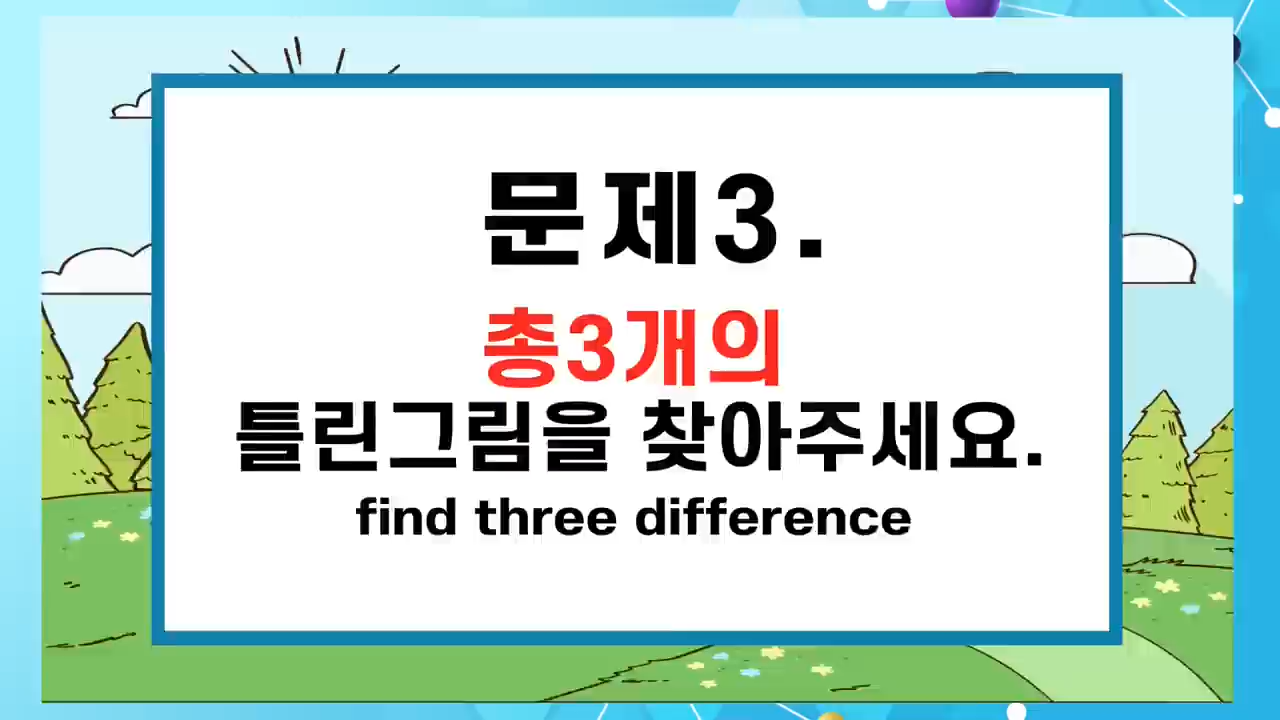 문제3.
총3개의
틀린그림을 찾아주세요.
find three difference